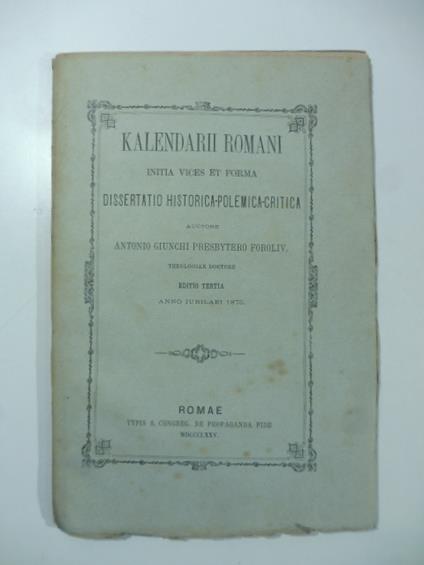 KALENDARII ROMANI
INITIA VICES ET FORMA
DISSERTATIO HISTORICA-POLEMICA-CRITICA
AUCTORE
ANTONIO GIUNCHI PRESBYTERO FOROLIV.
THEOLOGIAE DOCTORE
EDITIO TERTIA
ANNO IUBILAEI 1875.
ROMAE
TYPIS S. CONGREG. DE PROPAGANDA FIDE
MDCCCLXXV.